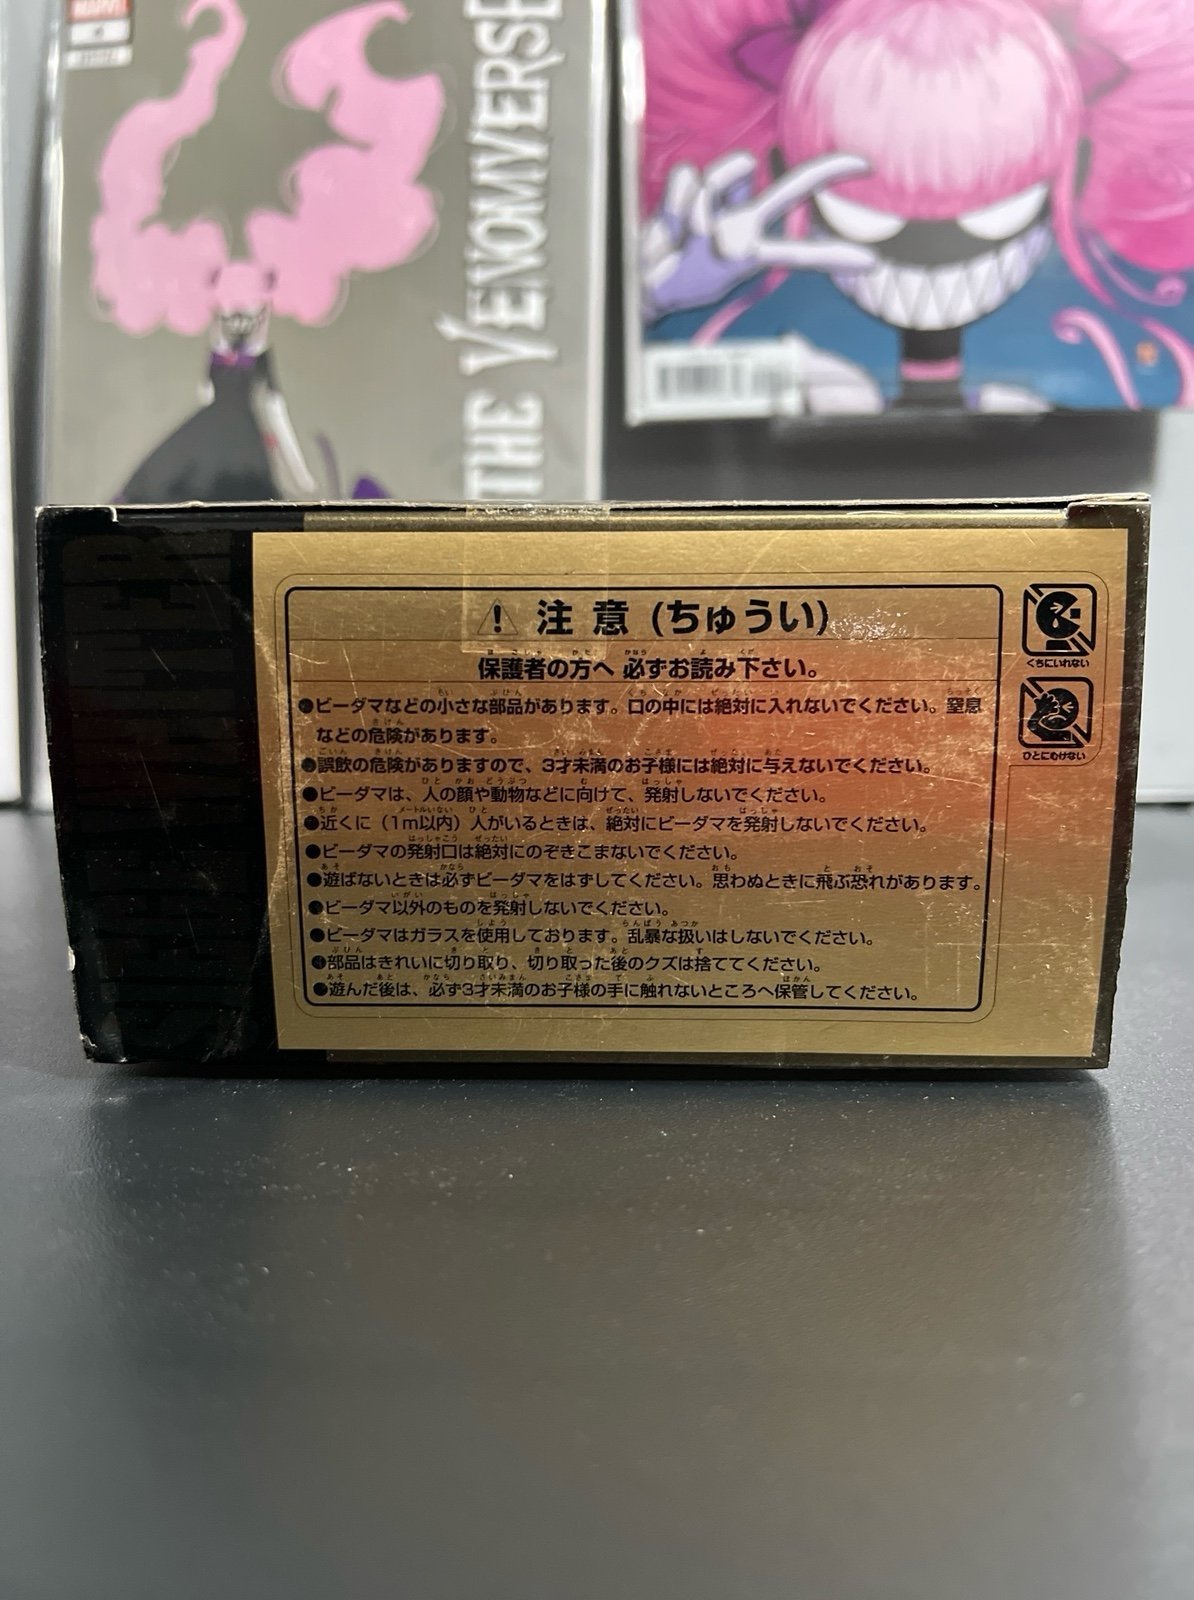 MARVEL
THE VENOMVERSE
注意(ちゅうい)
保護者の方へ 必ずお読み下さい。
●ビーダマなどの小さな部品があります。口の中には絶対に入れないでください。窒息
などの危険があります。
●誤飲の危険がありますので、3才未満のお子様には絶対に与えないでください。
●ビーダマは、人の顔や動物などに向けて、発射しないでください。
●近くに(1m以内)人がいるときは、絶対にビーダマを発射しないでください。
●ビーダマの発射口は絶対にのぞきこまないでください。
●遊ばないときは必ずビーダマをはずしてください。思わぬときに飛ぶ恐れがあります。
●ビーダマ以外のものを発射しないでください。
●ビーダマはガラスを使用しております。乱暴な扱いはしないでください。
●部品はきれいに切り取り、切り取った後のクズは捨ててください。
●遊んだ後は、必ず3才未満のお子様の手に触れないところへ保管してください。
くちにいれない
ひとにむけない